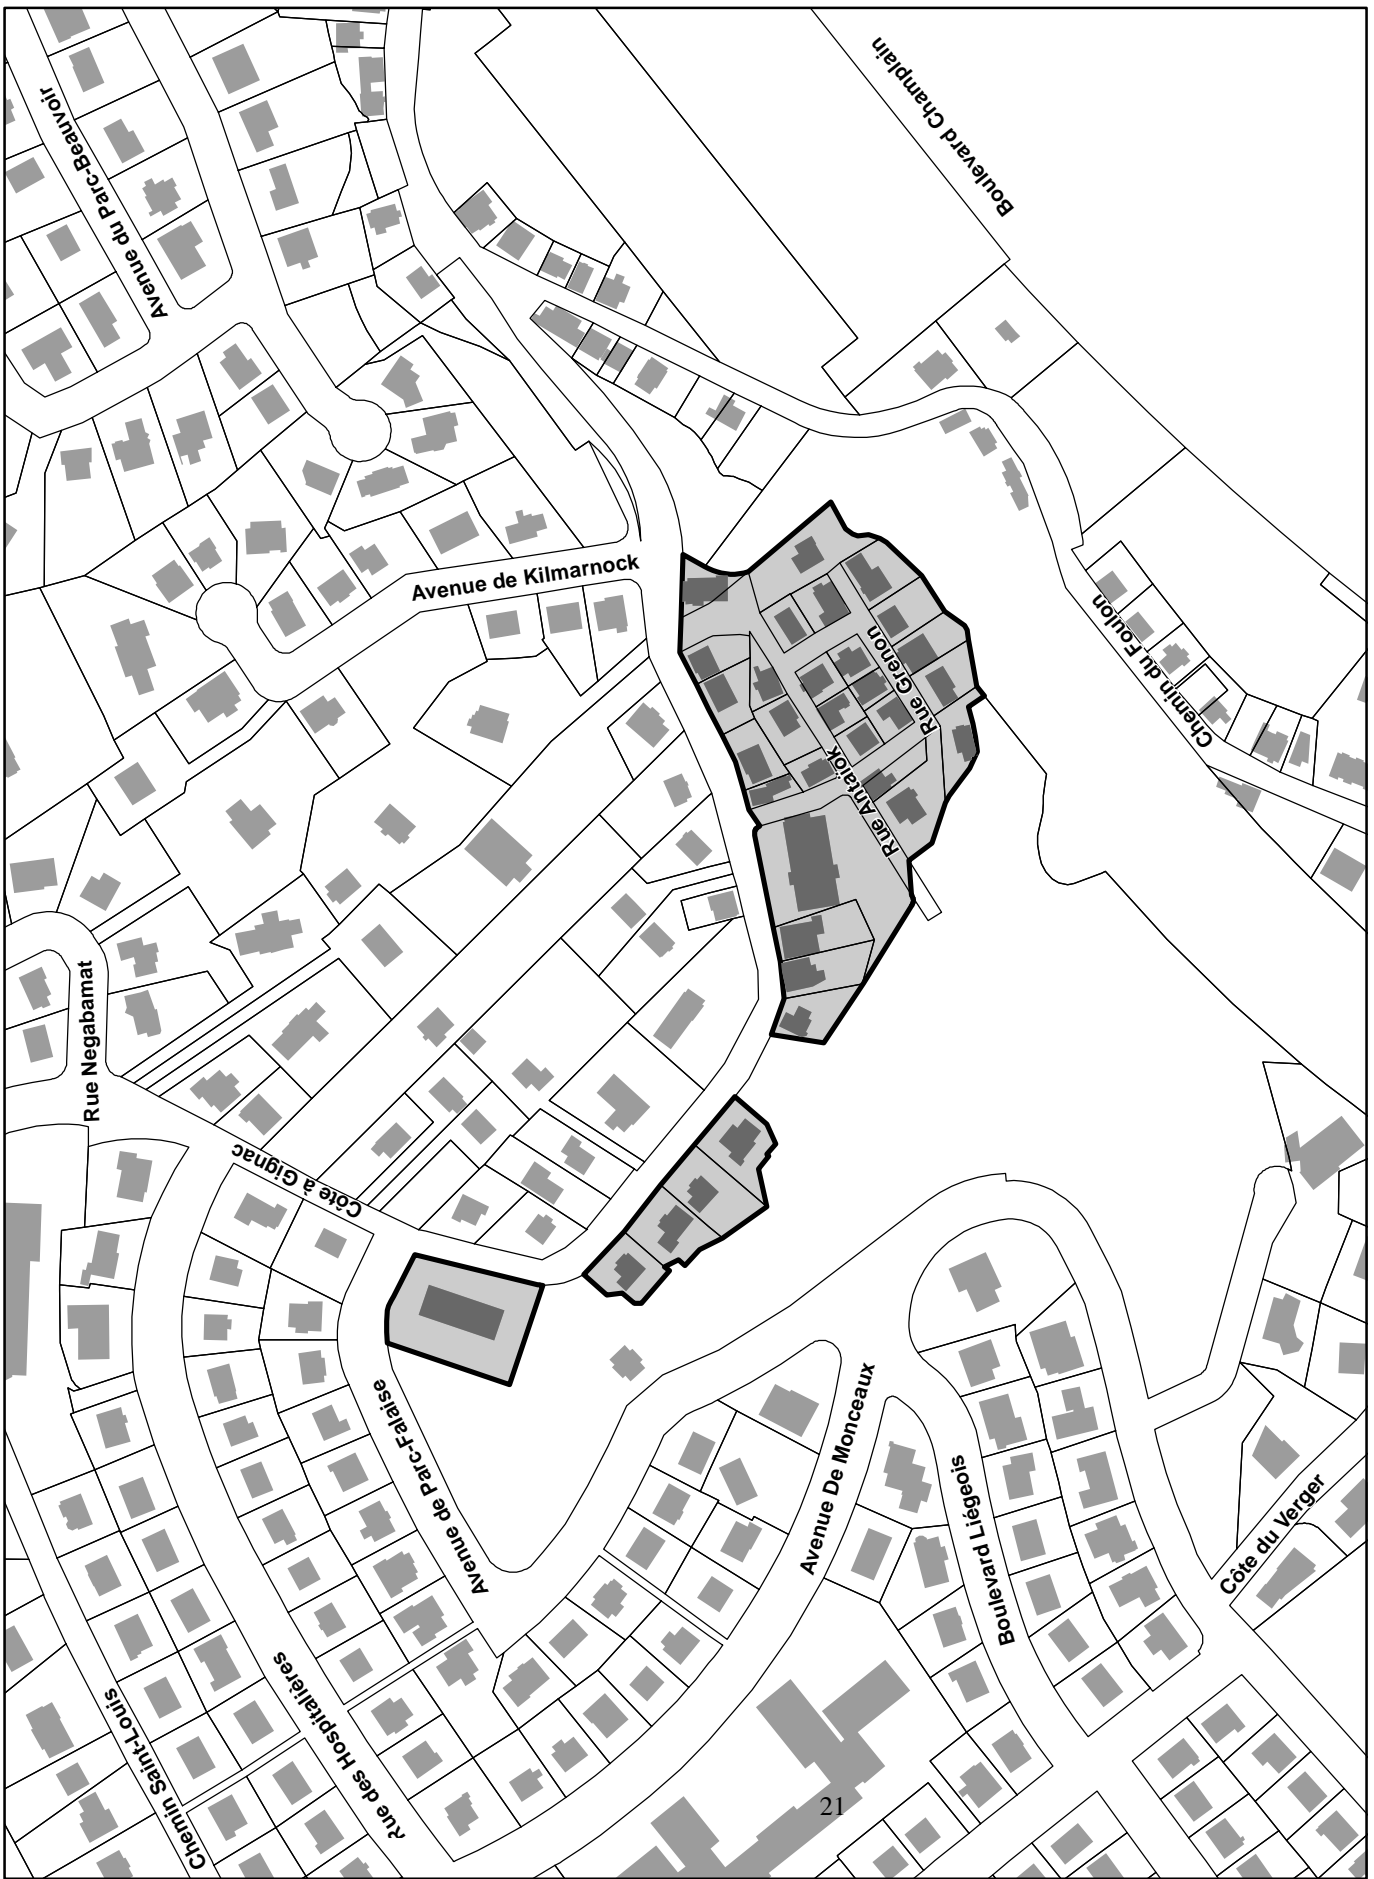 Boulevard Champlain
Avenue du Parc-Beauvoir
Avenue de Kilmarnock
Chemin du Foulon
Rue Grenon
Rue Antaiok
Rue Negabamat
Côte à Gignac
Avenue de Parc-Falaise
Avenue De Monceaux
Boulevard Liégeois
Côte du Verger
Rue des Hospitalières
Chemin Saint-Louis
21